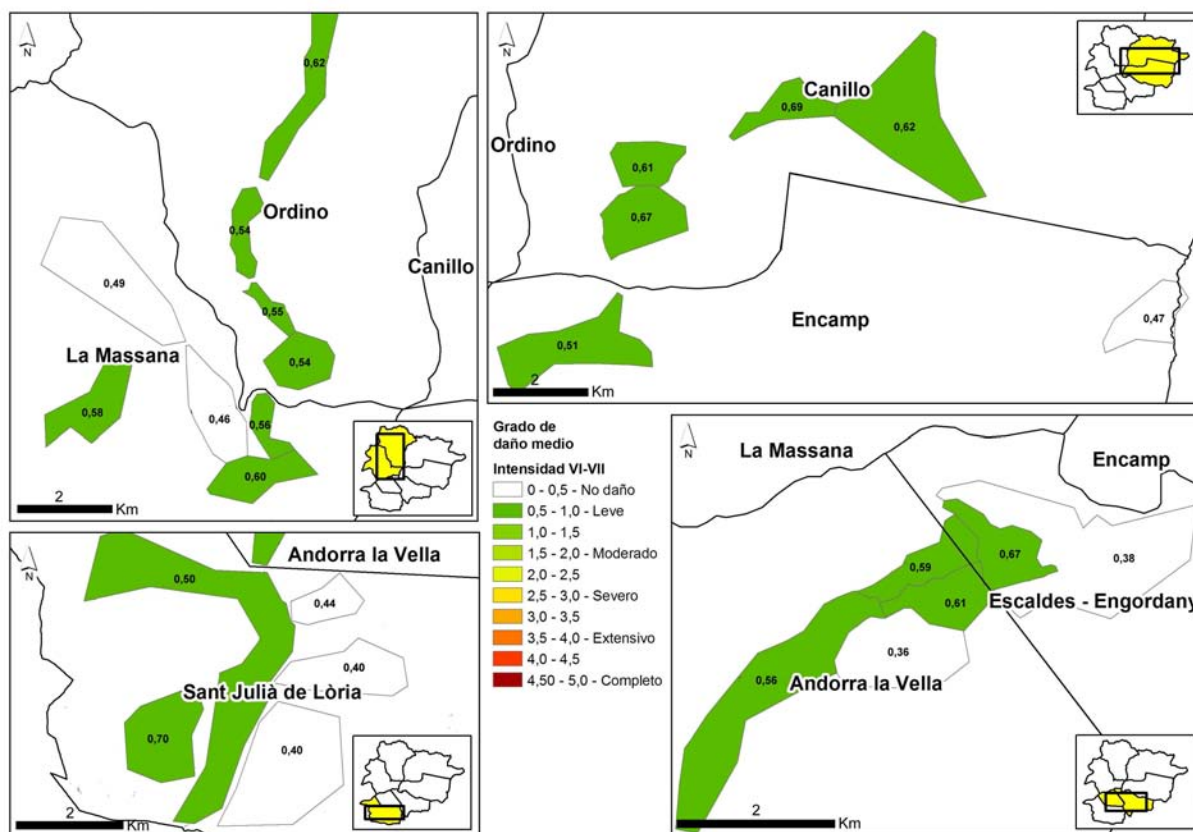 N
0,62
Ordino
0,54
Canillo
0,49
0,55
0,54
La Massana
0,58
0,46
0,56
0,60
2
Km
N
Canillo
0,69
0,62
Ordino
0,61
0,67
Encamp
0,47
0,51
2
Km
Grado de
daño medio
Intensidad VI-VII
0 - 0,5 - No daño
0,5 - 1,0 - Leve
1,0 - 1,5
1,5 - 2,0 - Moderado
2,0 - 2,5
2,5 - 3,0 - Severo
3,0 - 3,5
3,5 - 4,0 - Extensivo
4,0 - 4,5
4,50 - 5,0 - Completo
N
Andorra la Vella
0,50
0,44
0,40
Sant Julià de Lòria
0,70
0,40
2
Km
N
La Massana
Encamp
0,67
0,38
0,59
0,61
Escaldes - Engordany
0,36
0,56
Andorra la Vella
2
Km